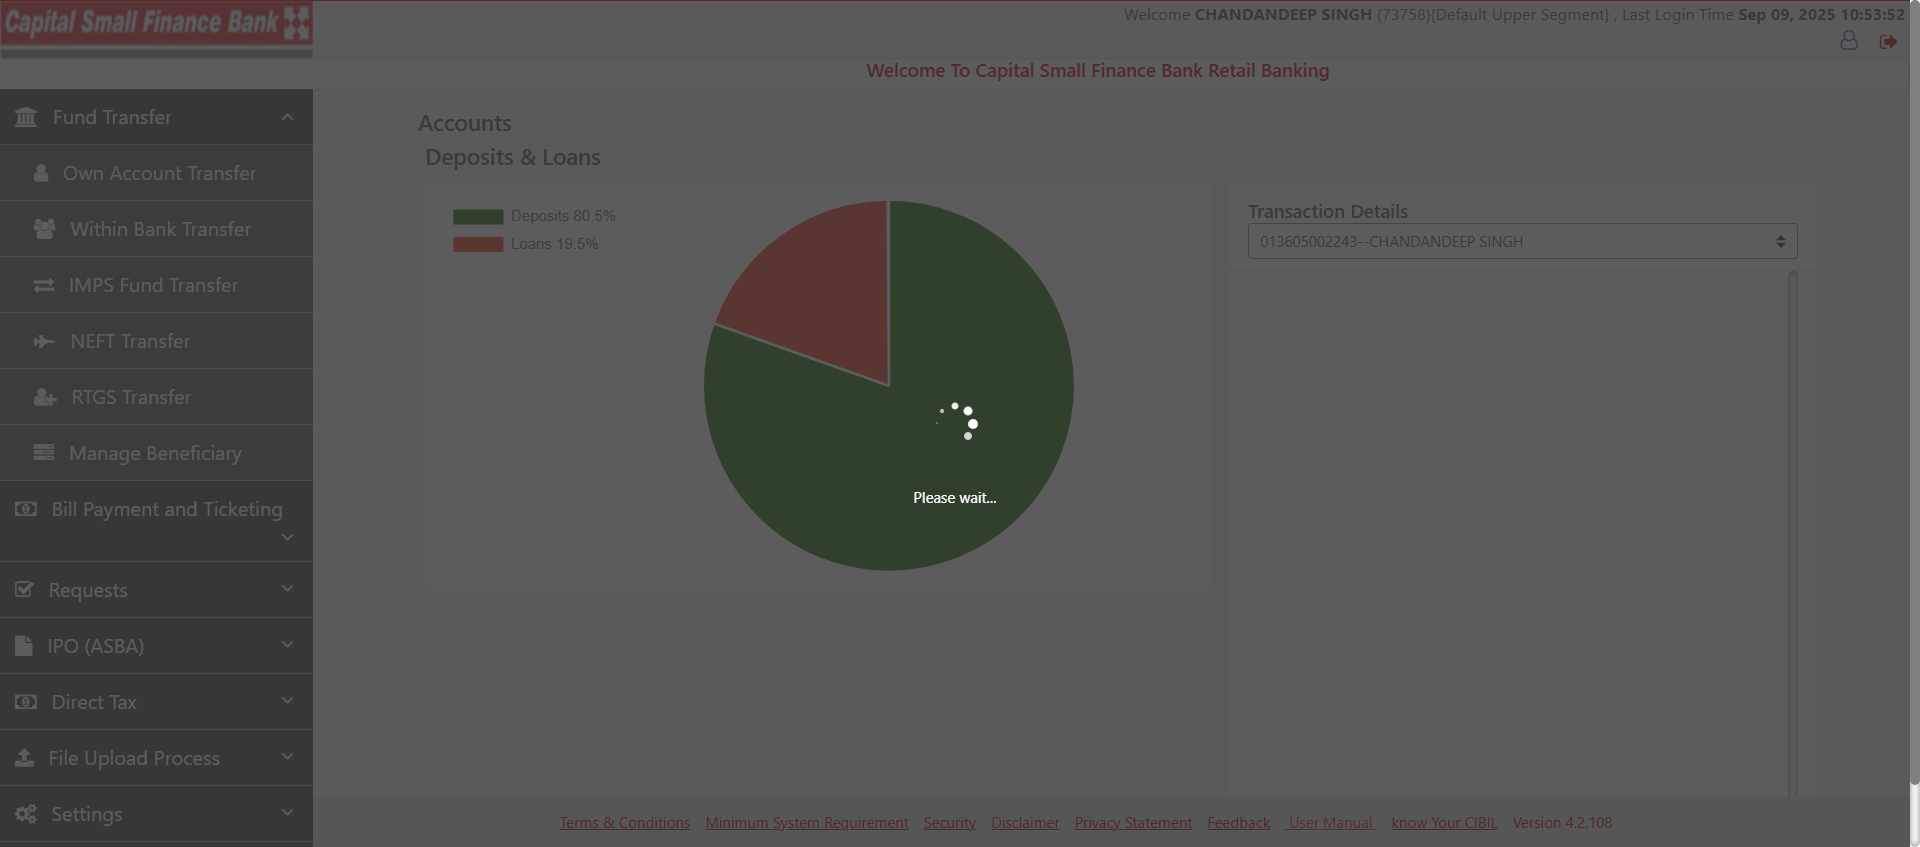 Capital Small Finance Bank
Welcome CHANDANDEEP SINGH (73758){Default Upper Segment} , Last Login Time Sep 09, 2025 10:53:52
Welcome To Capital Small Finance Bank Retail Banking
Fund Transfer
Own Account Transfer
Within Bank Transfer
IMPS Fund Transfer
NEFT Transfer
RTGS Transfer
Manage Beneficiary
Bill Payment and Ticketing
Requests
IPO (ASBA)
Direct Tax
File Upload Process
Settings
Accounts
Deposits & Loans
Deposits 80.5%
Loans 19.5%
Please wait...
Transaction Details
013605002243--CHANDANDEEP SINGH
Terms & Conditions Minimum System Requirement Security Disclaimer Privacy Statement Feedback User Manual know Your CIBIL Version 4.2.108